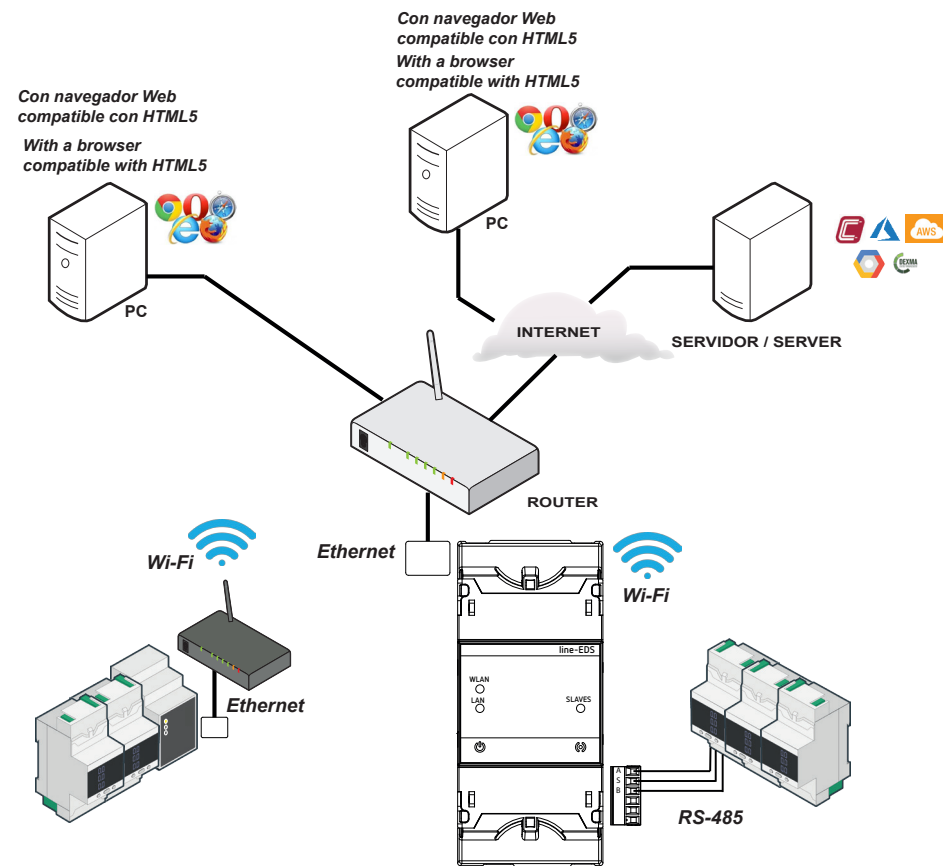 Con navegador Web
compatible con HTML5
With a browser
compatible with HTML5
PC
Con navegador Web
compatible con HTML5
With a browser
compatible with HTML5
PC
AWS
DEXMA
INTERNET
SERVIDOR / SERVER
ROUTER
Wi-Fi
Ethernet
Wi-Fi
Ethernet
line-EDS
WLAN
LAN
SLAVES
A
S
B
RS-485